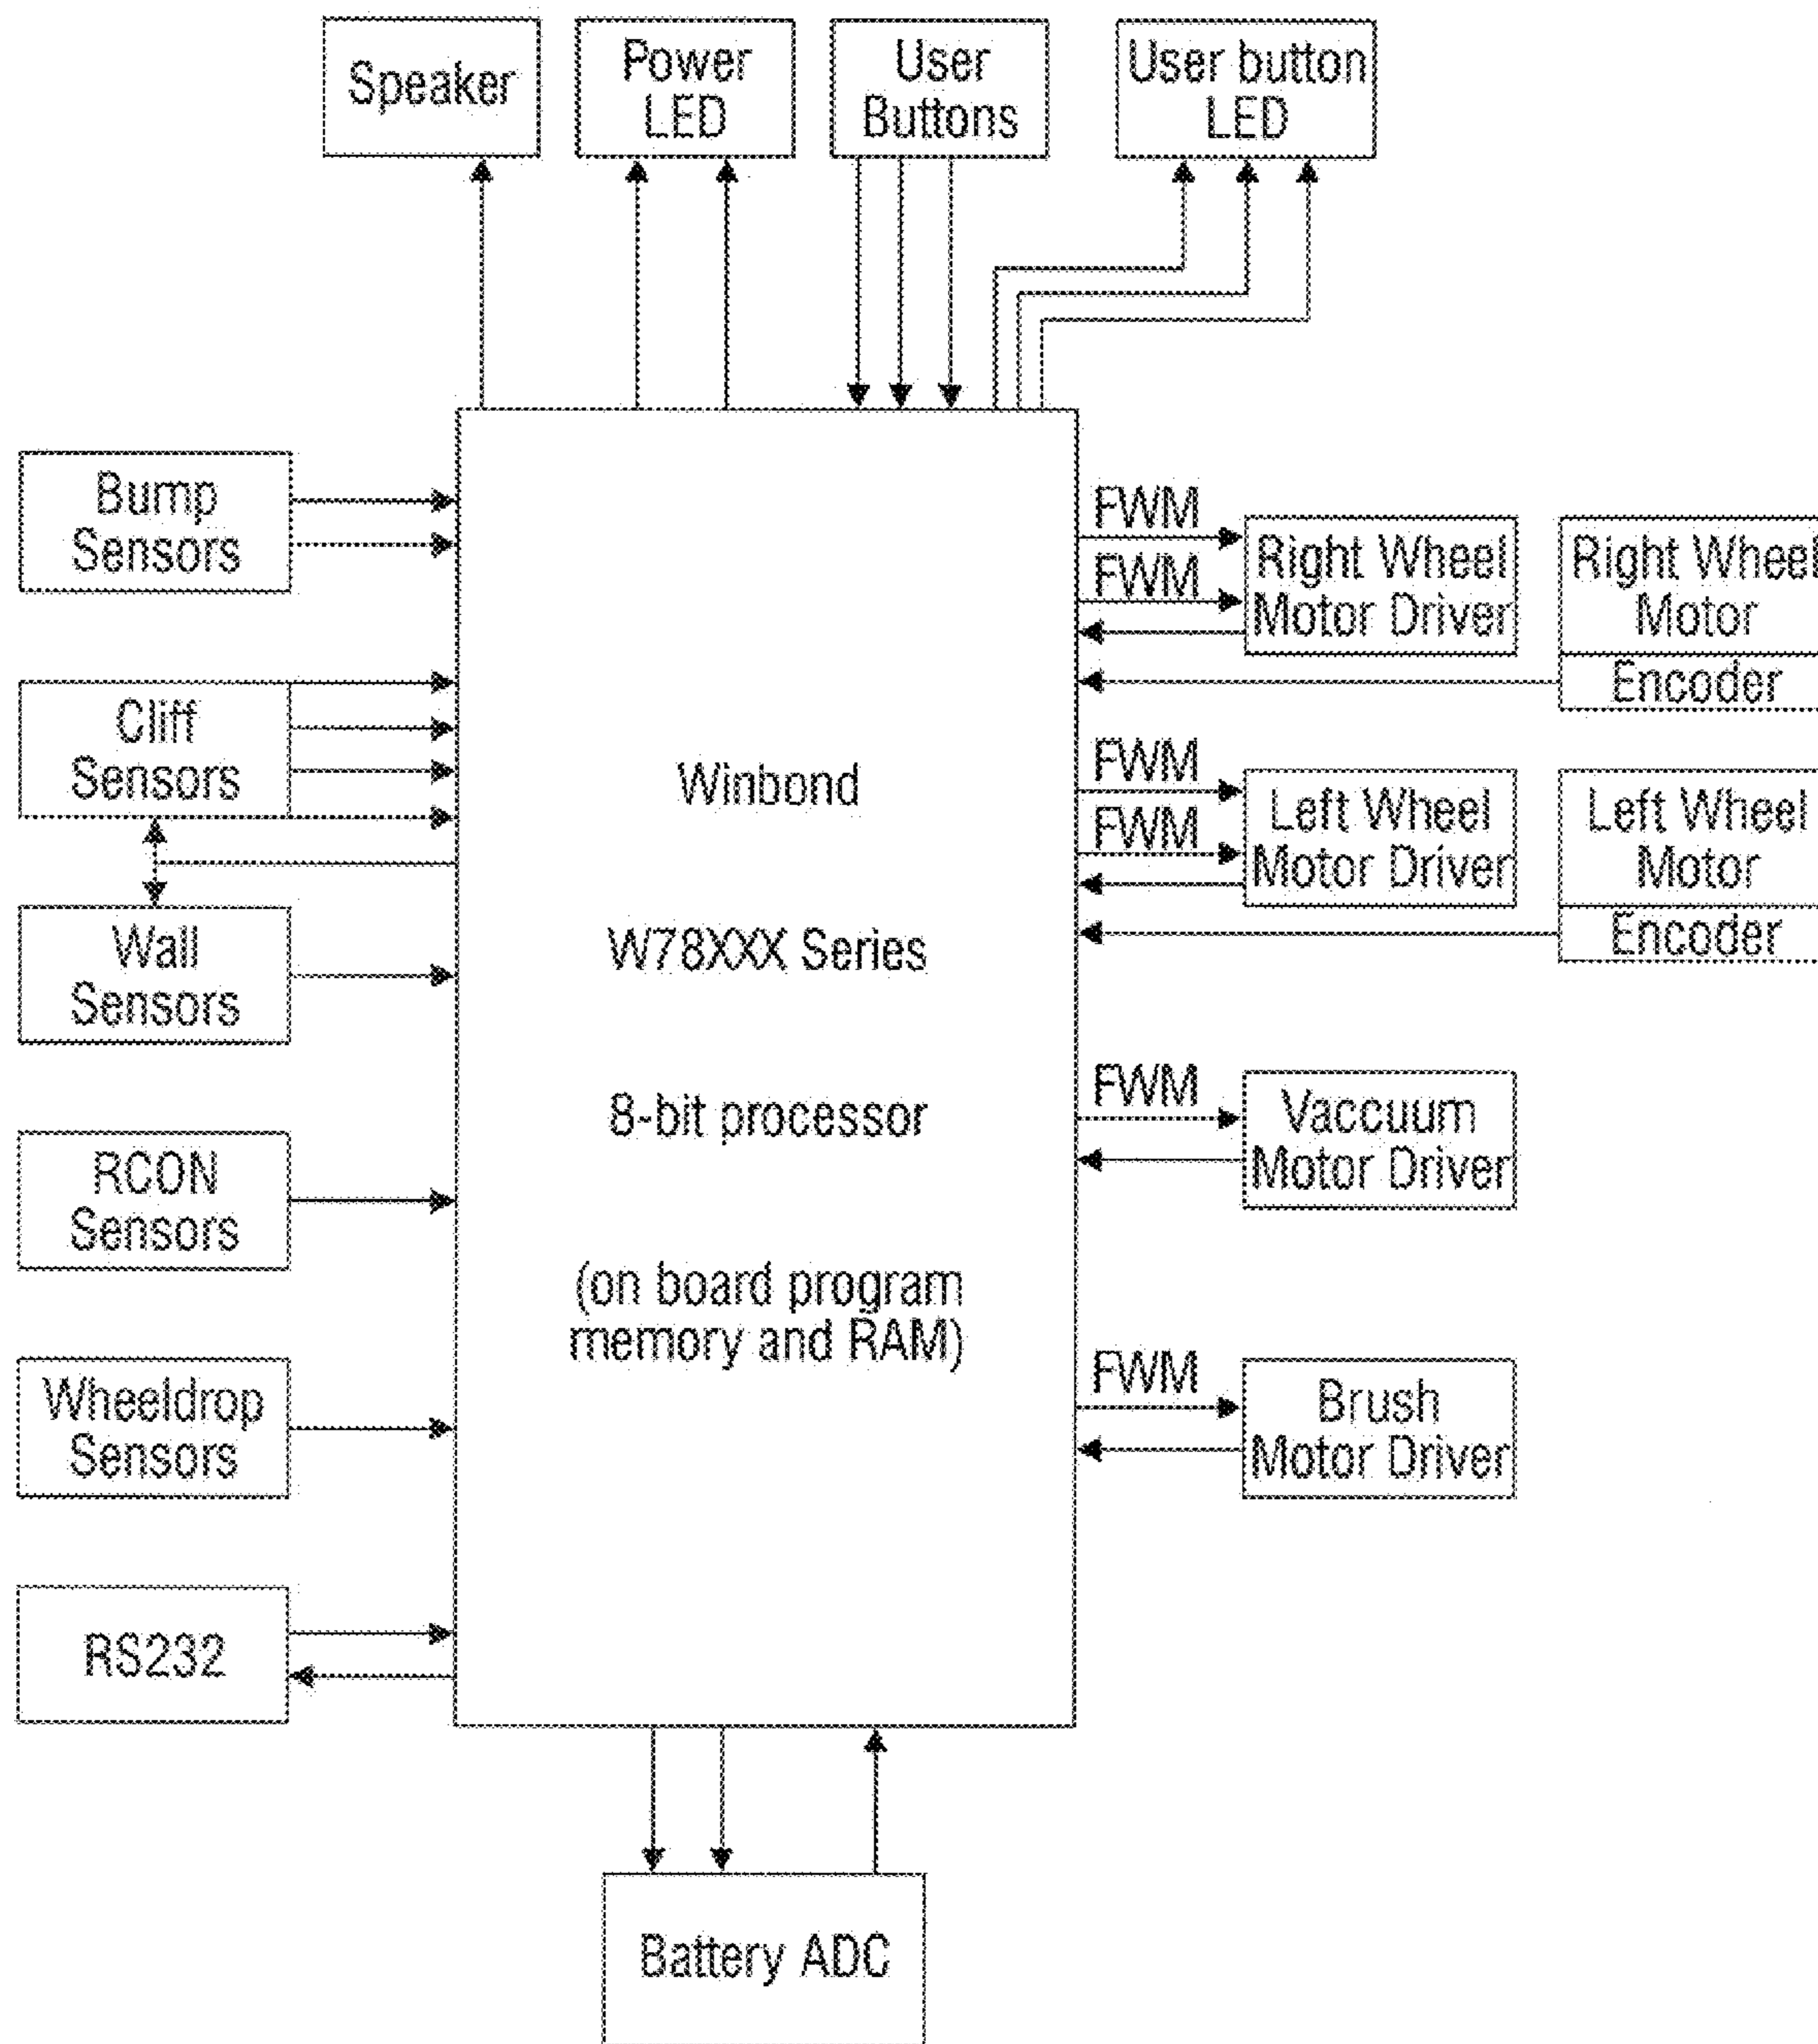 Speaker
Power
LED
User
Buttons
User button
LED
Bump
Sensors
Cliff
Sensors
Wall
Sensors
RCON
Sensors
Wheeldrop
Sensors
RS232
Winbond
W78XXX Series
8-bit processor
(on board program
memory and RAM)
FWM
FWM
Right Wheel
Motor Driver
Right Wheel
Motor
Encoder
FWM
FWM
Left Wheel
Motor Driver
Left Wheel
Motor
Encoder
FWM
Vaccuum
Motor Driver
FWM
Brush
Motor Driver
Battery ADC